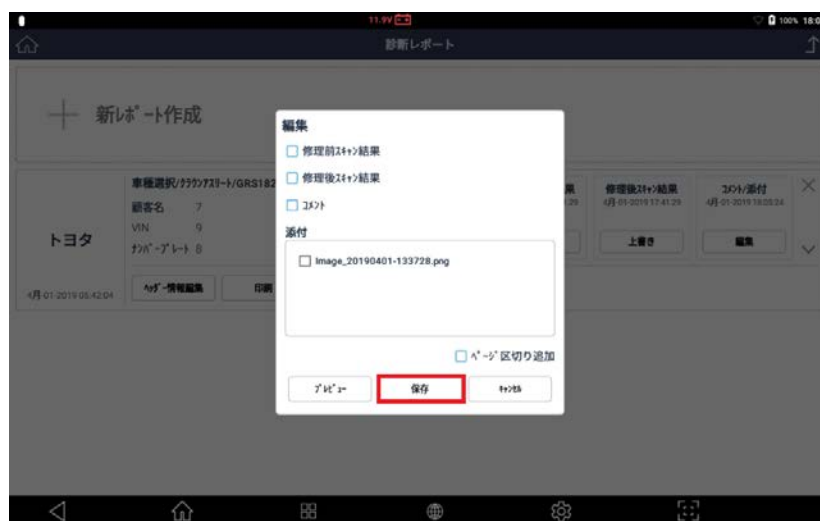 11.9V
100% 18:0
診断レポート
新ﾚﾎﾟｰﾄ作成
編集
修理前ｽｷｬﾝ結果
修理後ｽｷｬﾝ結果
ｺﾒﾝﾄ
添付
Image_20190401-133728.png
ﾍﾟｰｼﾞ区切り追加
ﾌﾟﾚﾋﾞｭｰ
保存
ｷｬﾝｾﾙ
トヨタ
4月-01-2019 05:42:04
車種選択/ｸﾗｳﾝｱｽﾘｰﾄ/GRS182
顧客名 7
VIN 9
ﾅﾝﾊﾞｰﾌﾟﾚｰﾄ 8
ﾍｯﾀﾞｰ情報編集
印刷
果
:29
修理後ｽｷｬﾝ結果
4月-01-2019 17:41:29
上書き
ｺﾒﾝﾄ/添付
4月-01-2019 18:03:24
編集